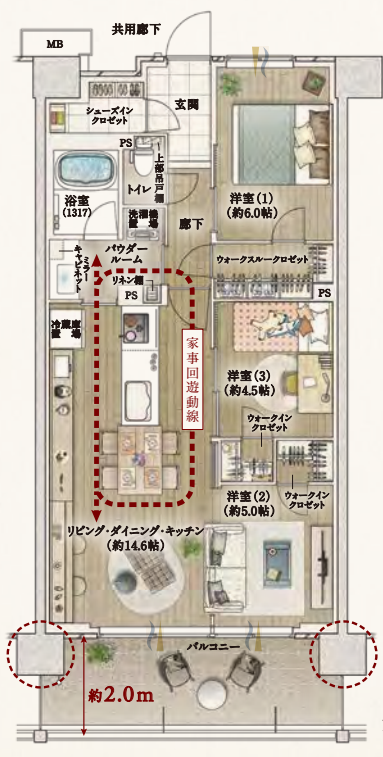 共用廊下
MB
シューズイン
クロゼット
玄関
PS
上部吊戸棚
トイレ
浴室
(1317)
洗濯機
置場
廊下
洋室(1)
(約6.0帖)
パウダー
ルーム
ミラー
キャビネット
リネン棚
PS
ウォークスルークロゼット
PS
冷蔵庫
置場
家事回遊動線
洋室(3)
(約4.5帖)
ウォークイン
クロゼット
洋室(2)
(約5.0帖)
ウォークイン
クロゼット
リビング・ダイニング・キッチン
(約14.6帖)
バルコニー
約2.0m